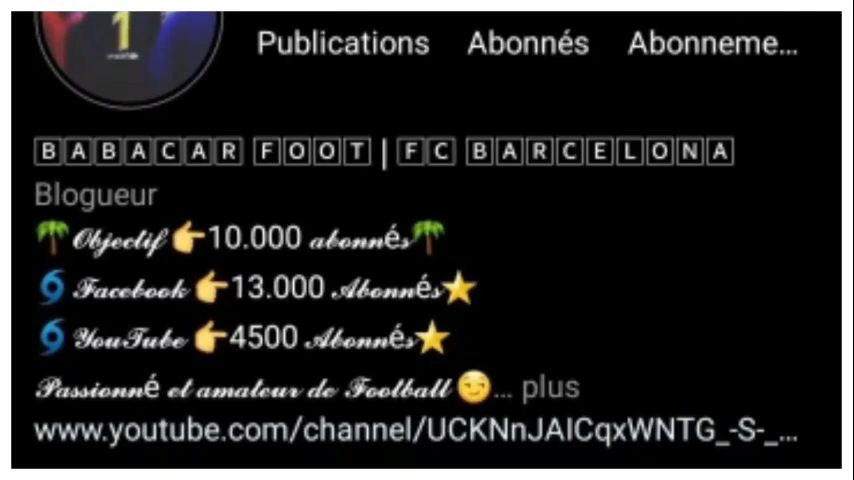 1
Publications Abonnés Abonneme...
🄱🄰🄱🄰🄲🄰🅁 🄵🄾🄾🅃 | 🄵🄲 🄱🄰🅁🄲🄴🄻🄾🄽🄰
Blogueur
🌴𝓞𝓫𝓳𝓮𝓬𝓽𝓲𝓯 👉10.000 𝓪𝓫𝓸𝓷𝓷é𝓼🌴
🌀𝓕𝓪𝓬𝓮𝓫𝓸𝓸𝓴 👉13.000 𝓐𝓫𝓸𝓷𝓷é𝓼⭐
🌀𝓨𝓸𝓾𝓣𝓾𝓫𝓮 👉4500 𝓐𝓫𝓸𝓷𝓷é𝓼⭐
𝓟𝓪𝓼𝓼𝓲𝓸𝓷𝓷é 𝓮𝓽 𝓪𝓶𝓪𝓽𝓮𝓾𝓻 𝓭𝓮 𝓕𝓸𝓸𝓽𝓫𝓪𝓵𝓵 😏... plus
www.youtube.com/channel/UCKNnJAICqxWNTG_-S-_...